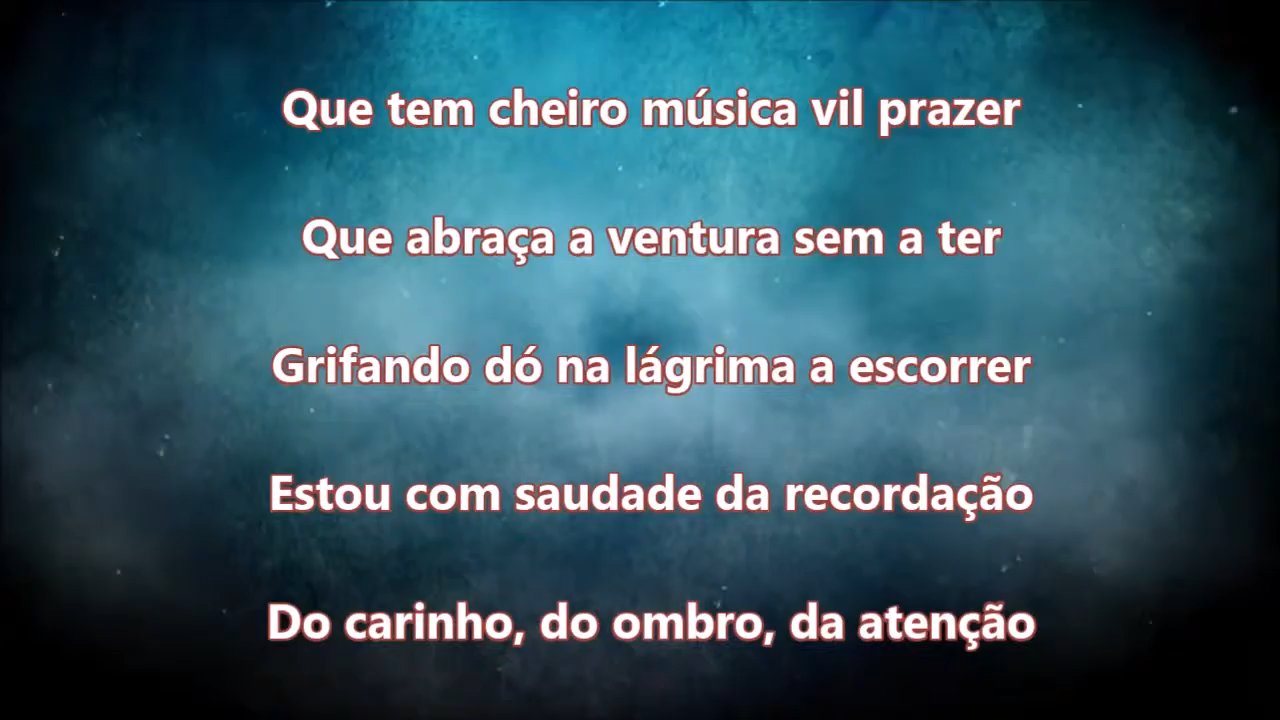 Que tem cheiro música vil prazer
Que abraça a ventura sem a ter
Grifando dó na lágrima a escorrer
Estou com saudade da recordação
Do carinho, do ombro, da atenção